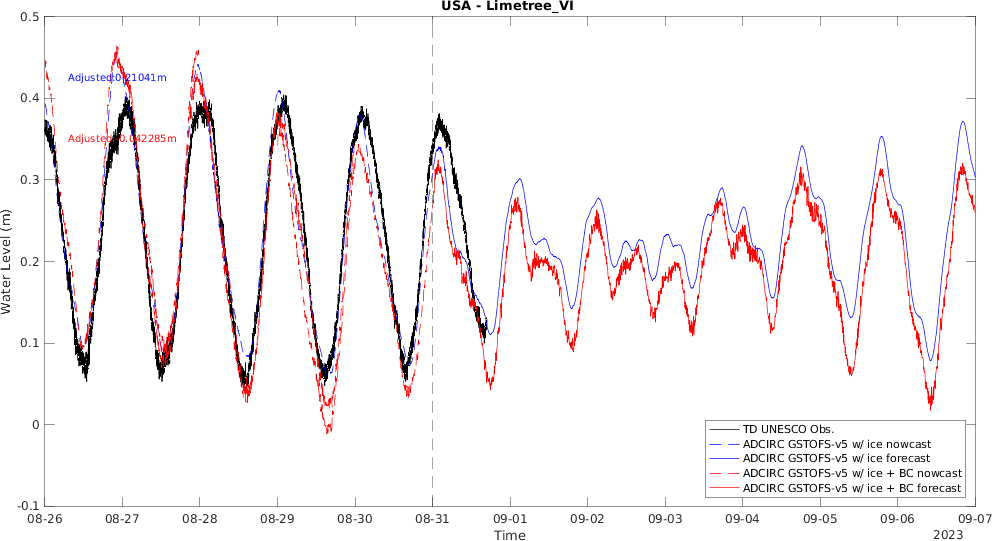 USA - Limetree_VI
0.5
0.4
0.3
0.2
0.1
0
-0.1
Water Level (m)
Adjusted:0.21041m
TD UNESCO Obs.
ADCIRC GSTOFS-v5 w/ ice nowcast
ADCIRC GSTOFS-v5 w/ ice forecast
ADCIRC GSTOFS-v5 w/ ice + BC nowcast
ADCIRC GSTOFS-v5 w/ ice + BC forecast
08-26 08-27 08-28 08-29 08-30 08-31 09-01 09-02 09-03 09-04 09-05 09-06 09-07
Time
2023